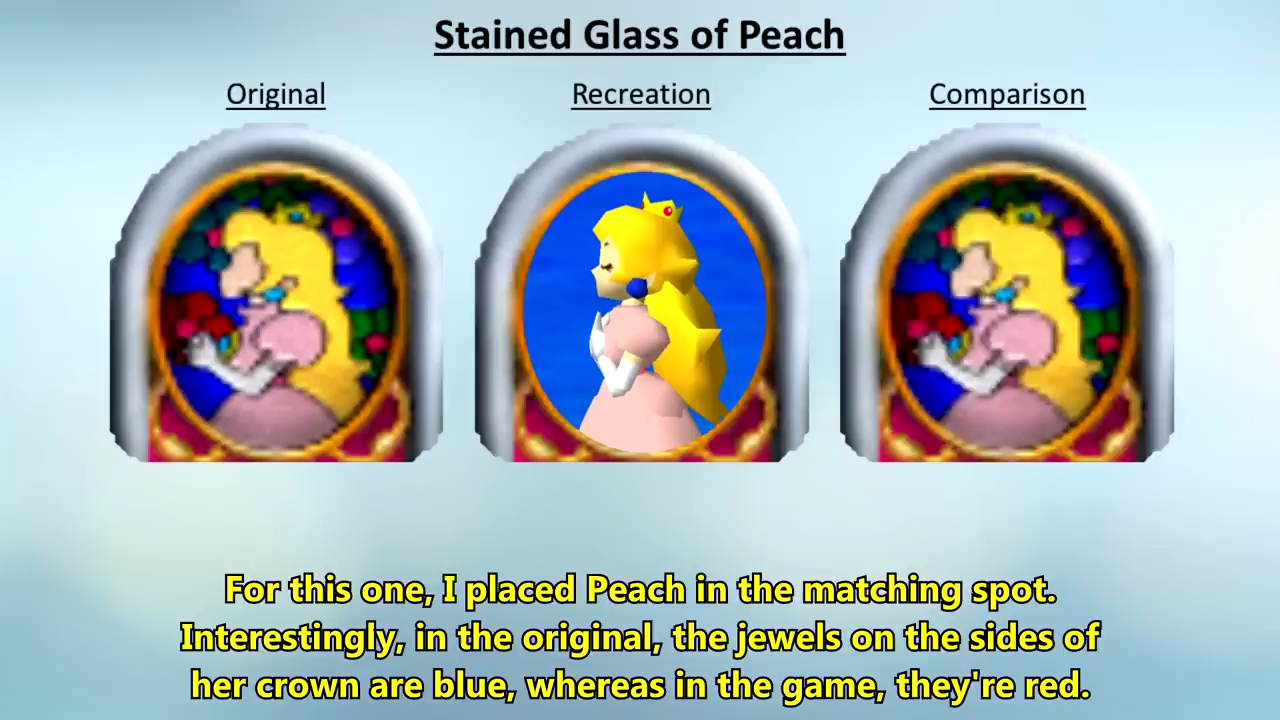 Stained Glass of Peach
Original
Recreation
Comparison
For this one, I placed Peach in the matching spot.
Interestingly, in the original, the jewels on the sides of
her crown are blue, whereas in the game, they're red.